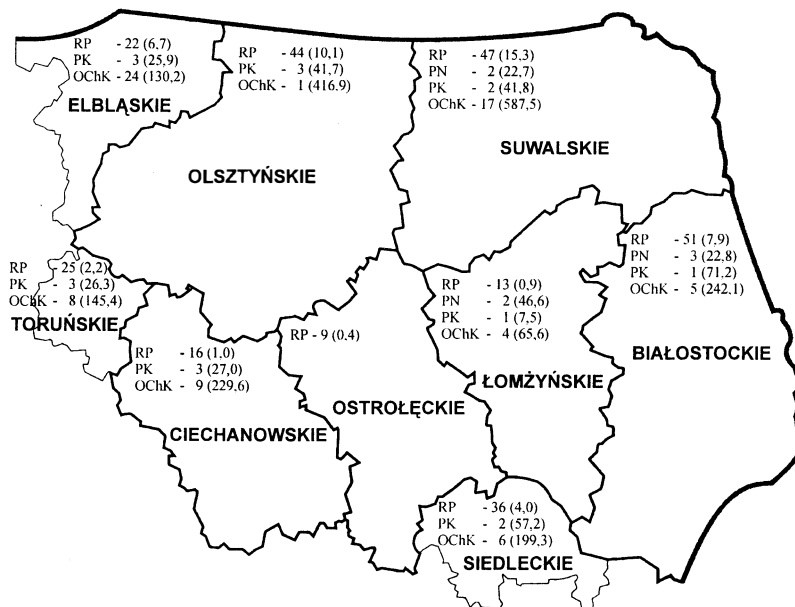 RP - 22 (6,7)
PK - 3 (25,9)
OChK - 24 (130,2)
ELBLĄSKIE
RP - 44 (10,1)
PK - 3 (41,7)
OChK - 1 (416,9)
OLSZTYŃSKIE
RP - 47 (15,3)
PN - 2 (22,7)
PK - 2 (41,8)
OChK - 17 (587,5)
SUWALSKIE
RP - 25 (2,2)
PK - 3 (26,3)
OChK - 8 (145,4)
TORUŃSKIE
RP - 16 (1,0)
PK - 3 (27,0)
OChK - 9 (229,6)
CIECHANOWSKIE
RP - 9 (0,4)
OSTROŁĘCKIE
RP - 13 (0,9)
PN - 2 (46,6)
PK - 1 (7,5)
OChK - 4 (65,6)
ŁOMŻYŃSKIE
RP - 51 (7,9)
PN - 3 (22,8)
PK - 1 (71,2)
OChK - 5 (242,1)
BIAŁOSTOCKIE
RP - 36 (4,0)
PK - 2 (57,2)
OChK - 6 (199,3)
SIEDLECKIE